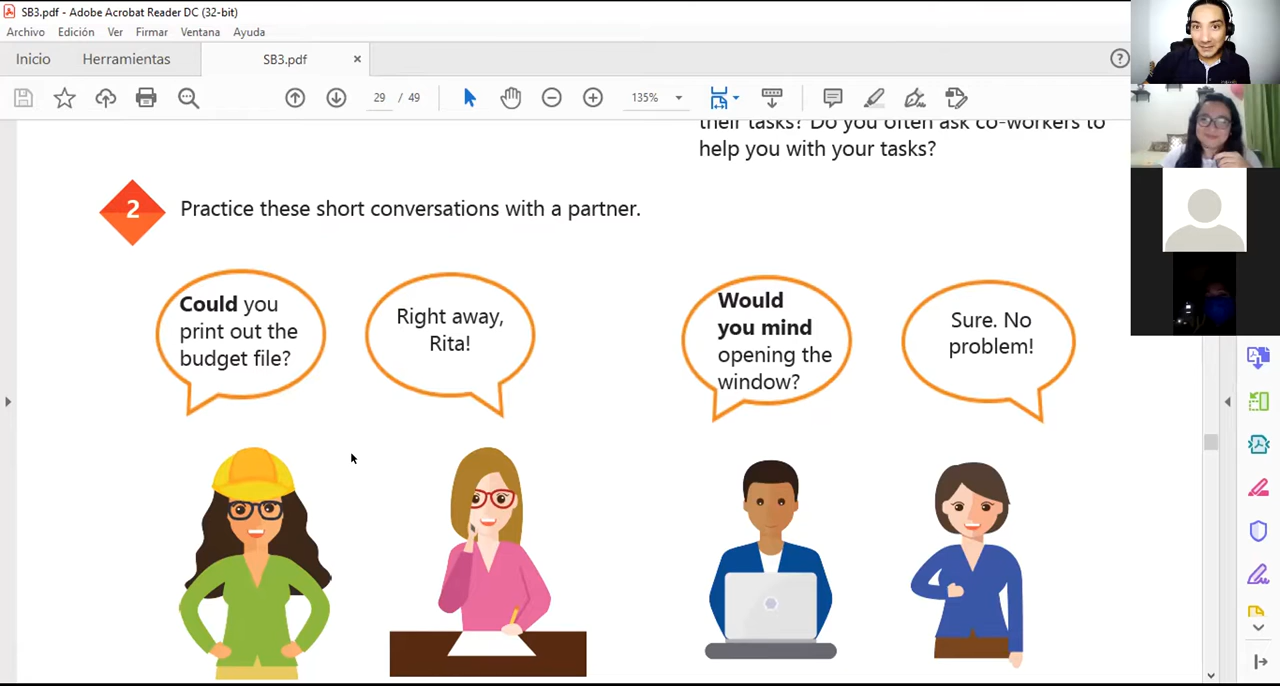 SB3.pdf - Adobe Acrobat Reader DC (32-bit)
Archivo Edición Ver Firmar Ventana Ayuda
Inicio Herramientas SB3.pdf ×
29 / 49 135%
their tasks? Do you often ask co-workers to
help you with your tasks?
2 Practice these short conversations with a partner.
Could you
print out the
budget file?
Right away,
Rita!
Would
you mind
opening the
window?
Sure. No
problem!